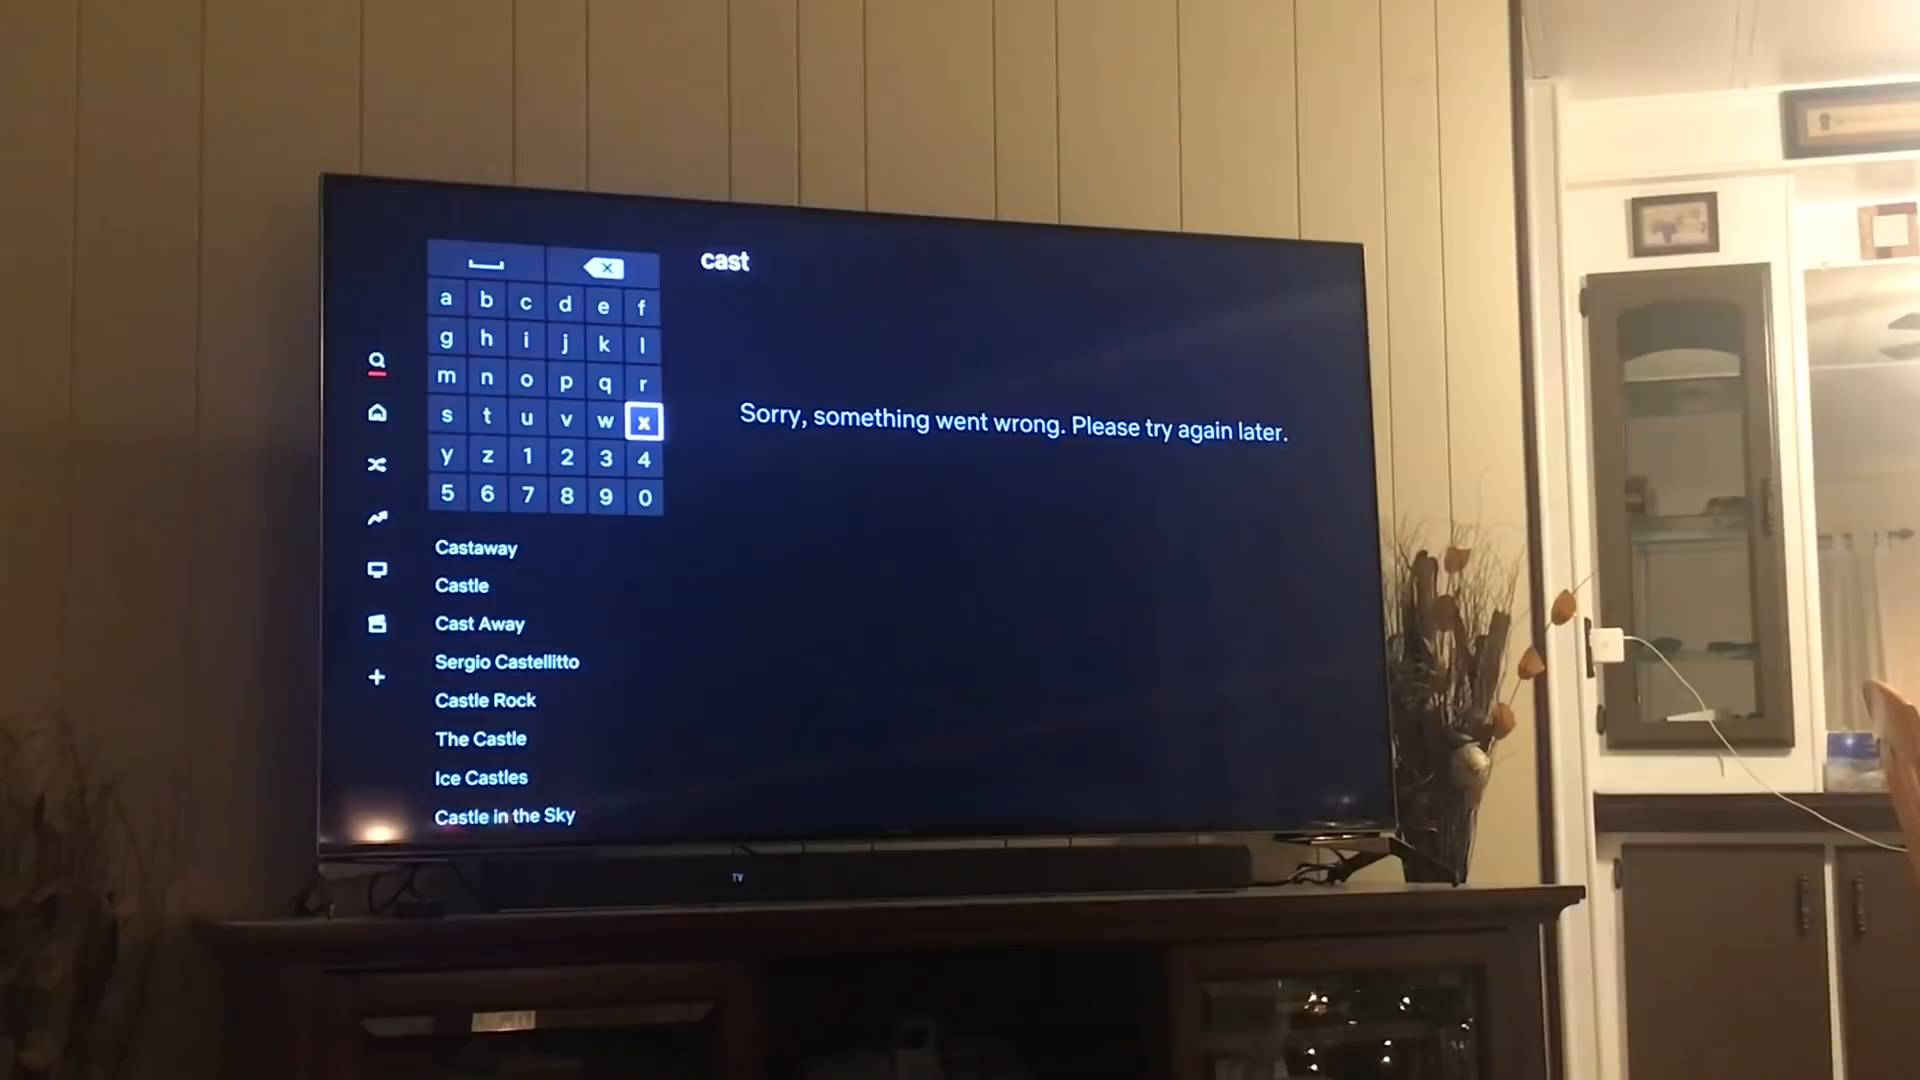 cast
a b c d e f
g h i j k l
m n o p q r
s t u v w x
y z 1 2 3 4
5 6 7 8 9 0
Sorry, something went wrong. Please try again later.
Castaway
Castle
Cast Away
Sergio Castellitto
Castle Rock
The Castle
Ice Castles
Castle in the Sky
TV